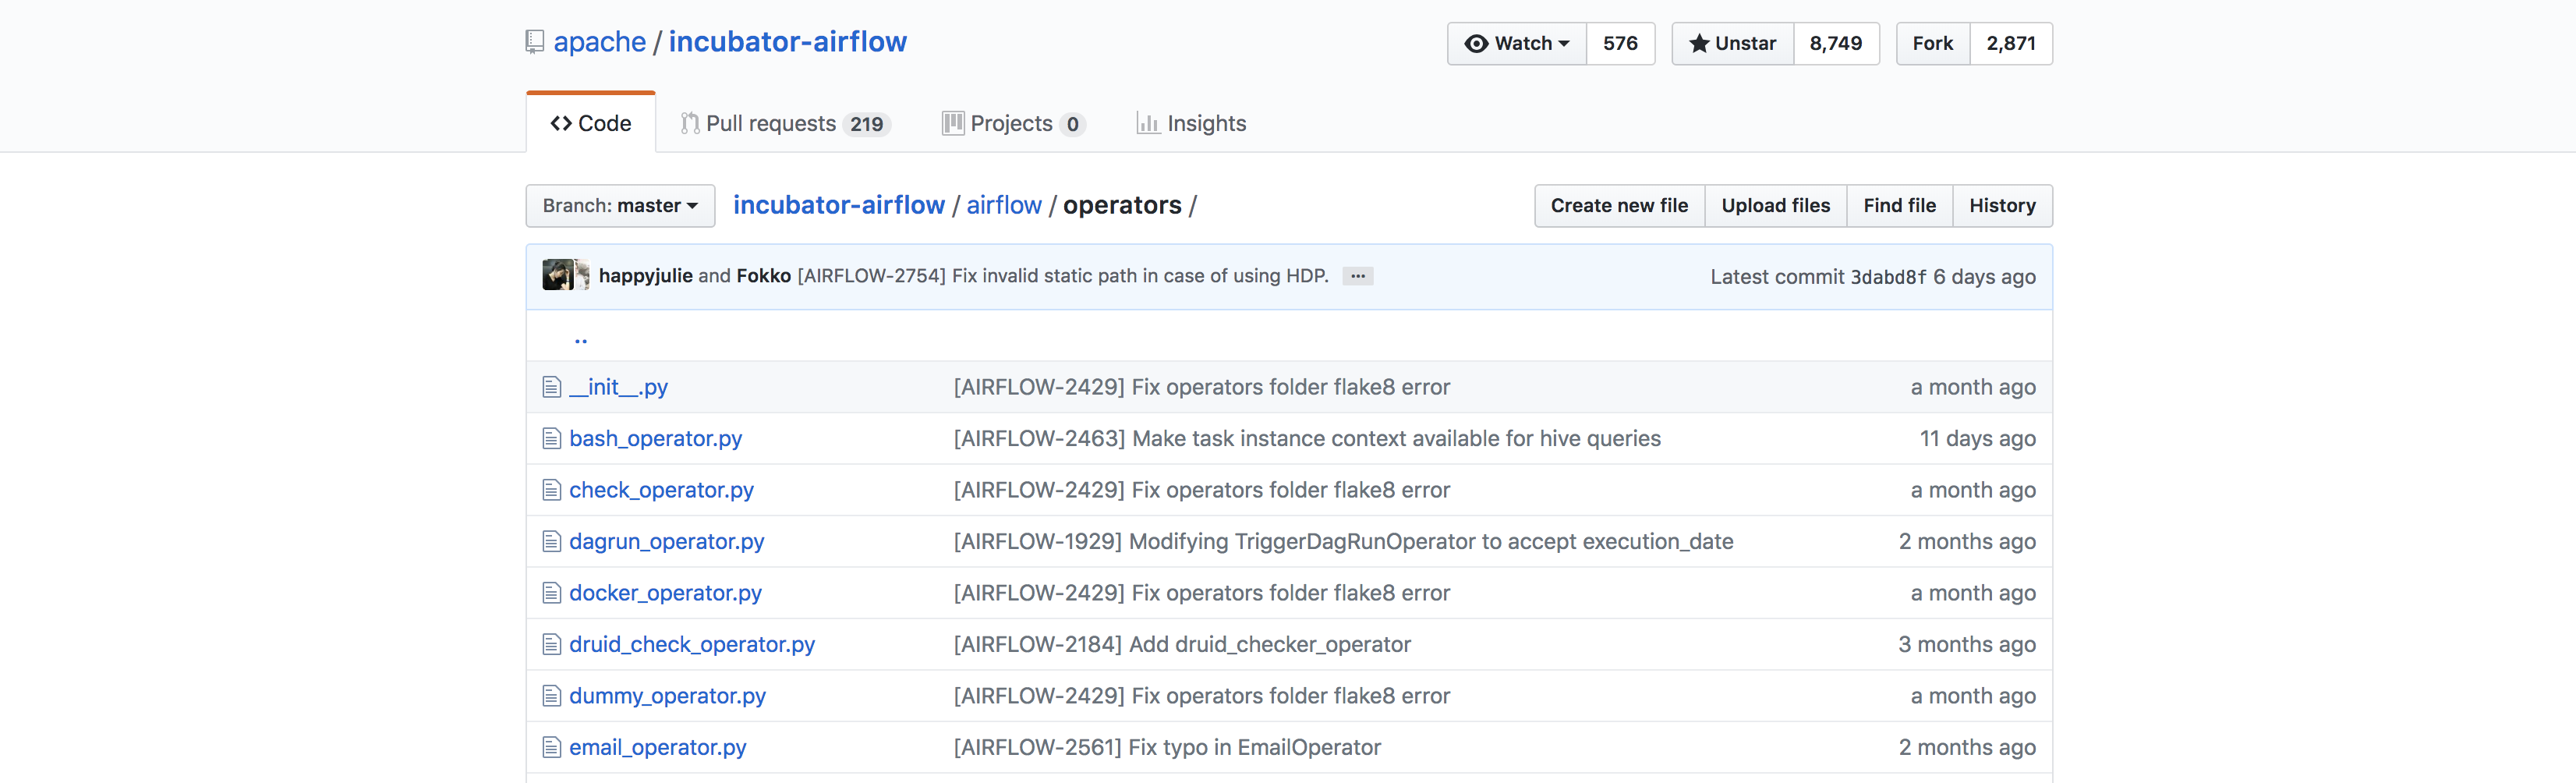 apache / incubator-airflow Watch 576 Unstar 8,749 Fork 2,871
Code Pull requests 219 Projects 0 Insights
Branch: master incubator-airflow / airflow / operators / Create new file Upload files Find file History
happyjulie and Fokko [AIRFLOW-2754] Fix invalid static path in case of using HDP. ... Latest commit 3dabd8f 6 days ago
..
__init__.py [AIRFLOW-2429] Fix operators folder flake8 error a month ago
bash_operator.py [AIRFLOW-2463] Make task instance context available for hive queries 11 days ago
check_operator.py [AIRFLOW-2429] Fix operators folder flake8 error a month ago
dagrun_operator.py [AIRFLOW-1929] Modifying TriggerDagRunOperator to accept execution_date 2 months ago
docker_operator.py [AIRFLOW-2429] Fix operators folder flake8 error a month ago
druid_check_operator.py [AIRFLOW-2184] Add druid_checker_operator 3 months ago
dummy_operator.py [AIRFLOW-2429] Fix operators folder flake8 error a month ago
email_operator.py [AIRFLOW-2561] Fix typo in EmailOperator 2 months ago